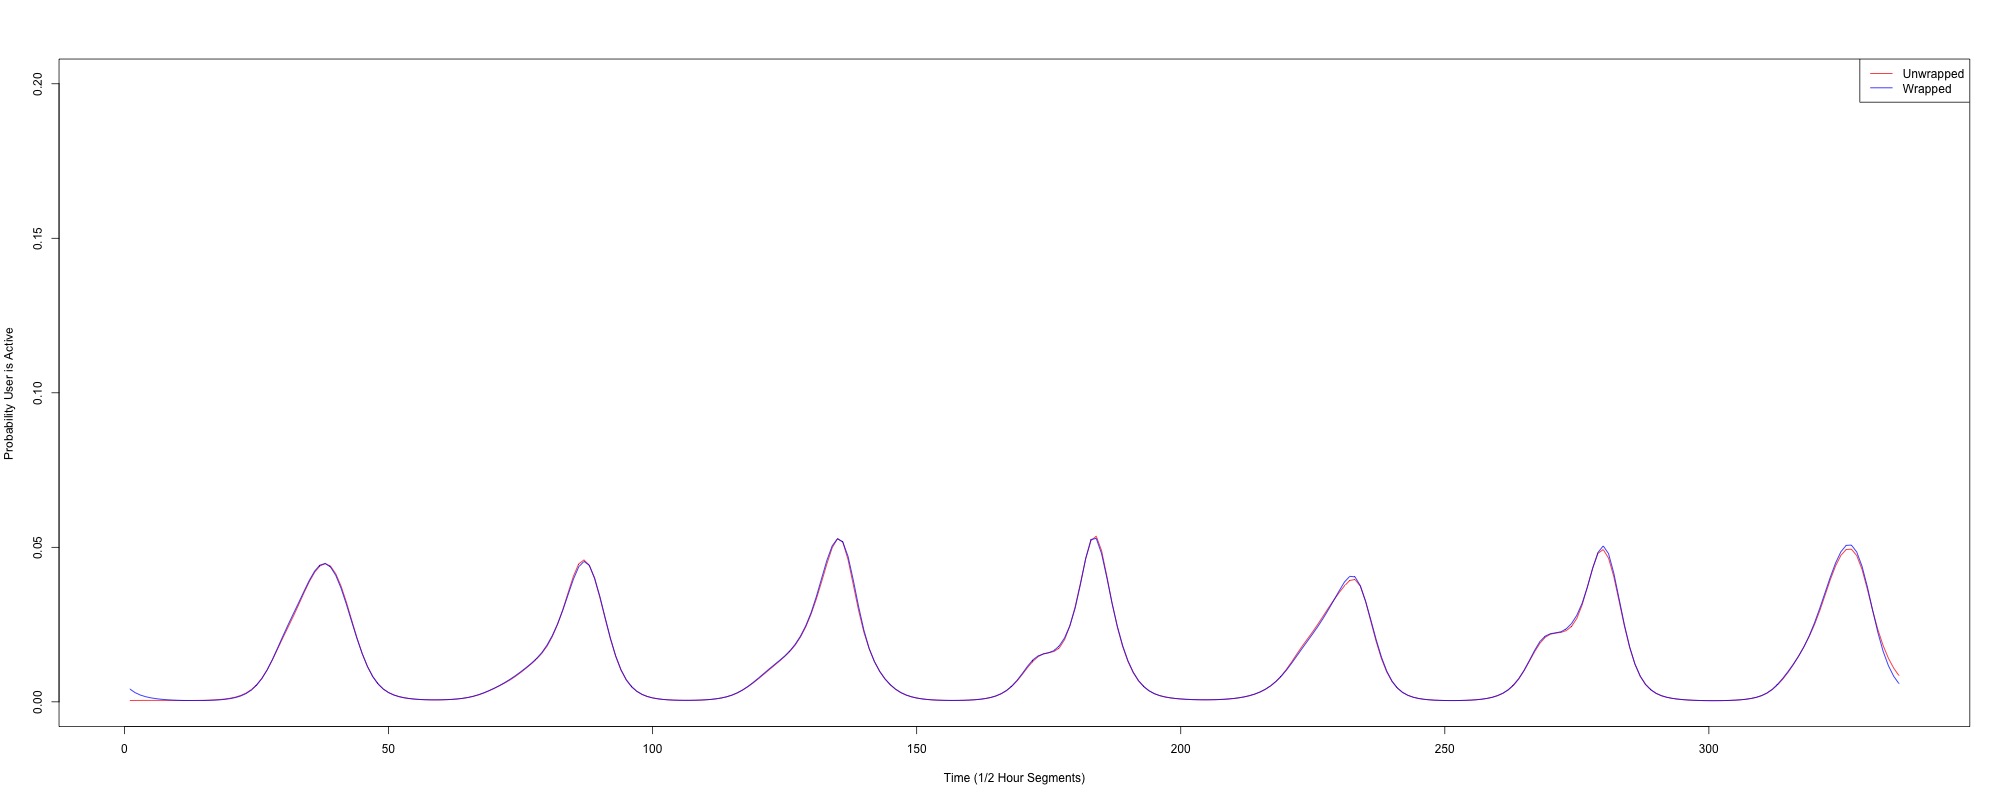 Unwrapped
Wrapped
0.20
0.15
0.10
0.05
0.00
Probability User is Active
0 50 100 150 200 250 300
Time (1/2 Hour Segments)